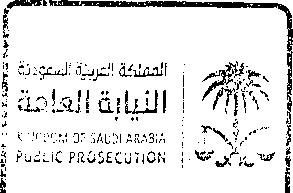 المملكة العربية السعودية
النيابة العامة
KINGDOM OF SAUDI ARABIA
PUBLIC PROSECUTION